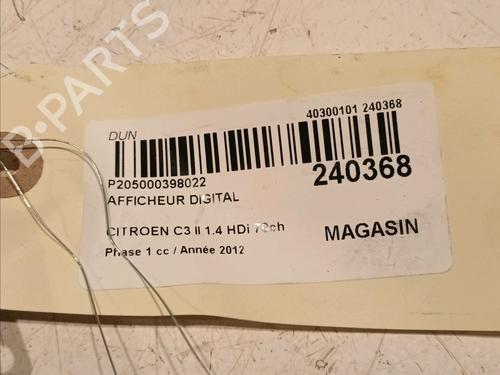 B-PARTS
DUN
40300101 240368
P205000398022
240368
AFFICHEUR DIGITAL
CITROEN C3 II 1.4 HDi 70ch
MAGASIN
Phase 1 cc / Année 2012